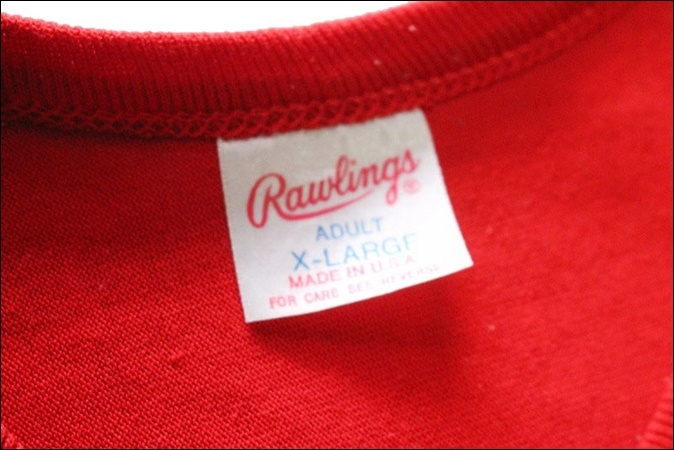 Rawlings®
ADULT
X-LARGE
MADE IN U.S.A.
FOR CARE SEE REVERSE